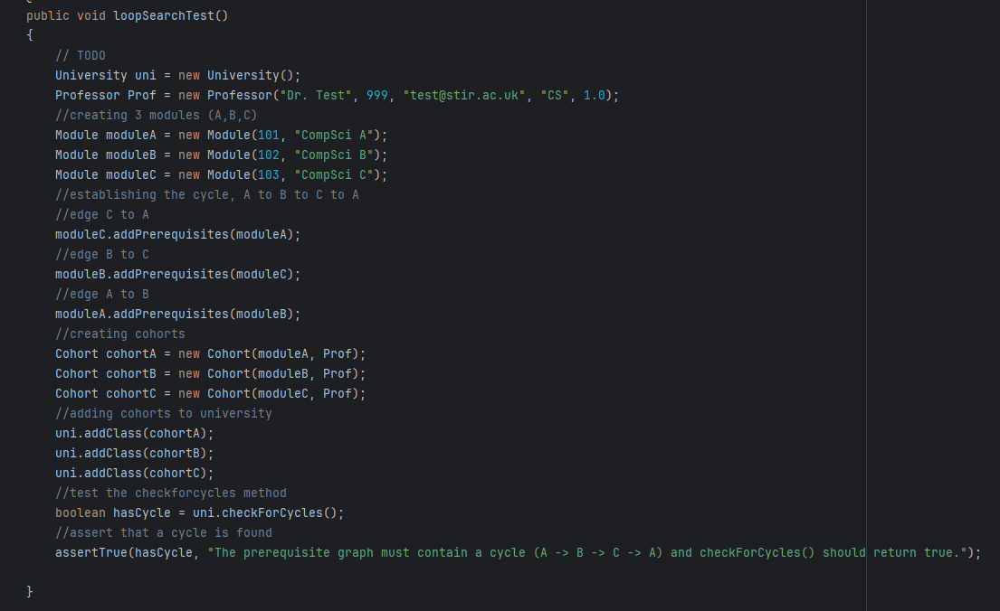 public void loopSearchTest()
{
    // TODO
    University uni = new University();
    Professor Prof = new Professor("Dr. Test", 999, "test@stir.ac.uk", "CS", 1.0);
    //creating 3 modules (A,B,C)
    Module moduleA = new Module(101, "CompSci A");
    Module moduleB = new Module(102, "CompSci B");
    Module moduleC = new Module(103, "CompSci C");
    //establishing the cycle, A to B to C to A
    //edge C to A
    moduleC.addPrerequisites(moduleA);
    //edge B to C
    moduleB.addPrerequisites(moduleC);
    //edge A to B
    moduleA.addPrerequisites(moduleB);
    //creating cohorts
    Cohort cohortA = new Cohort(moduleA, Prof);
    Cohort cohortB = new Cohort(moduleB, Prof);
    Cohort cohortC = new Cohort(moduleC, Prof);
    //adding cohorts to university
    uni.addClass(cohortA);
    uni.addClass(cohortB);
    uni.addClass(cohortC);
    //test the checkforcycles method
    boolean hasCycle = uni.checkForCycles();
    //assert that a cycle is found
    assertTrue(hasCycle, "The prerequisite graph must contain a cycle (A -> B -> C -> A) and checkForCycles() should return true.");
}